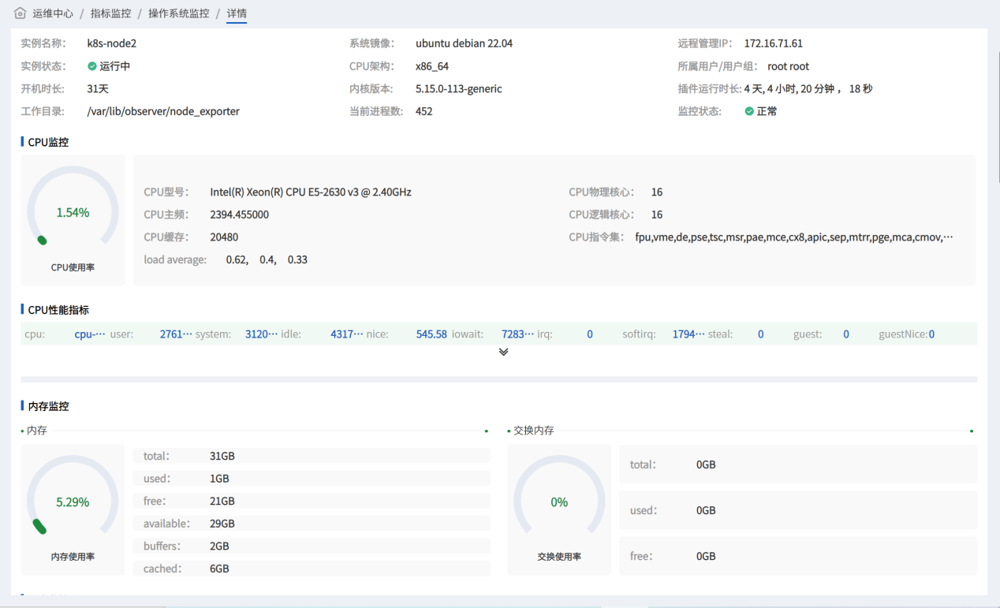 运维中心 / 指标监控 / 操作系统监控 / 详情
实例名称： k8s-node2 系统镜像： ubuntu debian 22.04 远程管理IP： 172.16.71.61
实例状态： 运行中 CPU架构： x86_64 所属用户/用户组： root root
开机时长: 31天 内核版本: 5.15.0-113-generic 插件运行时长: 4 天, 4 小时, 20 分钟， 18 秒
工作目录: /var/lib/observer/node_exporter 当前进程数: 452 监控状态: 正常
CPU监控
1.54%
CPU使用率
CPU型号： Intel(R) Xeon(R) CPU E5-2630 v3 @ 2.40GHz CPU物理核心： 16
CPU主频： 2394.455000 CPU逻辑核心： 16
CPU缓存： 20480 CPU指令集： fpu,vme,de,pse,tsc,msr,pae,mce,cx8,apic,sep,mtrr,pge,mca,cmov,…
load average: 0.62, 0.4, 0.33
CPU性能指标
cpu: cpu-… user: 2761… system: 3120… idle: 4317… nice: 545.58 iowait: 7283… irq: 0 softirq: 1794… steal: 0 guest: 0 guestNice: 0
内存监控
内存
5.29%
内存使用率
total： 31GB
used： 1GB
free： 21GB
available： 29GB
buffers： 2GB
cached： 6GB
交换内存
0%
交换使用率
total： 0GB
used： 0GB
free： 0GB